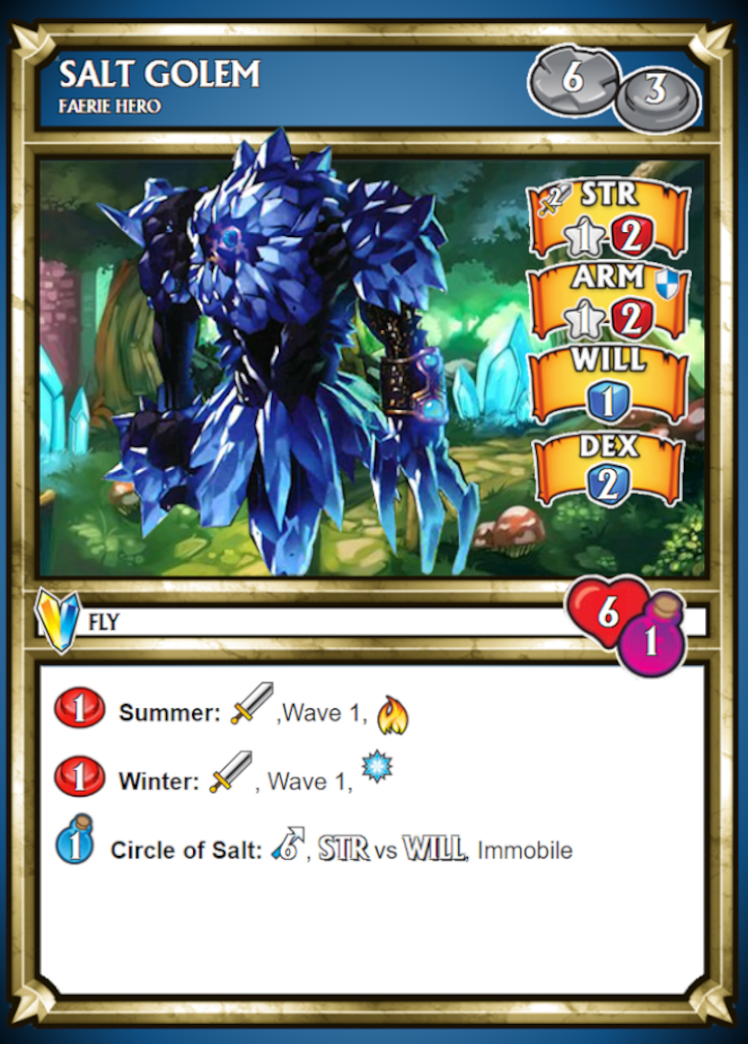 SALT GOLEM
FAERIE HERO
6 3
2 STR
1 2
ARM
1 2
WILL
1
DEX
2
FLY
6
1
1 Summer: ,Wave 1,
1 Winter: , Wave 1,
1 Circle of Salt: 6, STR vs WILL, Immobile